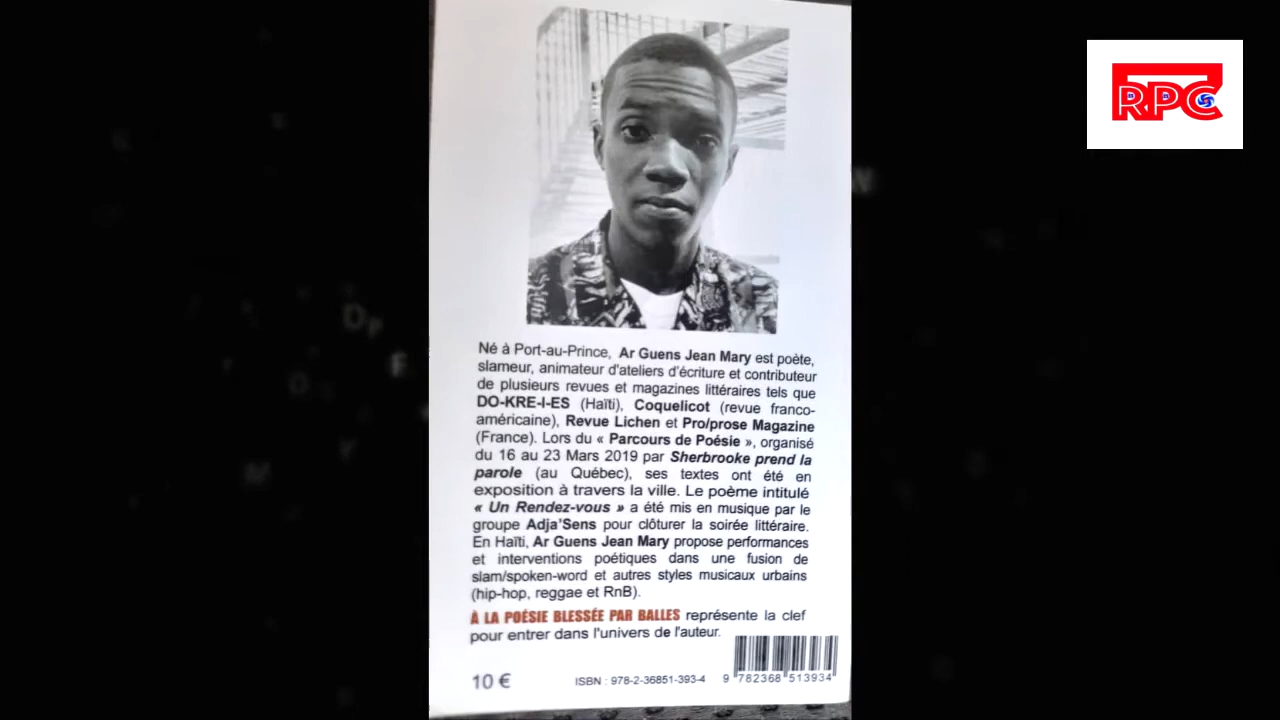 RPC
Né à Port-au-Prince, Ar Guens Jean Mary est poète,
slameur, animateur d'ateliers d'écriture et contributeur
de plusieurs revues et magazines littéraires tels que
DO-KRE-I-ES (Haïti), Coquelicot (revue franco-
américaine), Revue Lichen et Pro/prose Magazine
(France). Lors du « Parcours de Poésie », organisé
du 16 au 23 Mars 2019 par Sherbrooke prend la
parole (au Québec), ses textes ont été en
exposition à travers la ville. Le poème intitulé
« Un Rendez-vous » a été mis en musique par le
groupe Adja'Sens pour clôturer la soirée littéraire.
En Haïti, Ar Guens Jean Mary propose performances
et interventions poétiques dans une fusion de
slam/spoken-word et autres styles musicaux urbains
(hip-hop, reggae et RnB).
À LA POÉSIE BLESSÉE PAR BALLES représente la clef
pour entrer dans l'univers de l'auteur.
10 €
ISBN : 978-2-36851-393-4
9 782368 513934